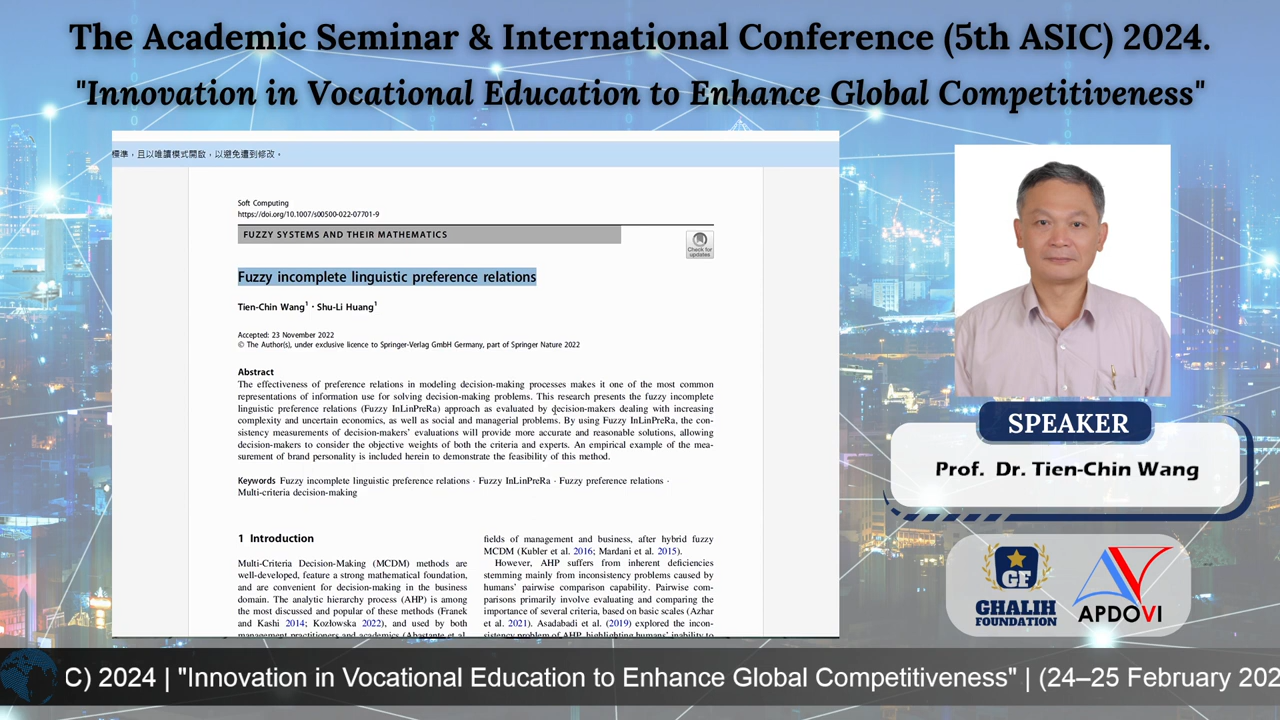 The Academic Seminar & International Conference (5th ASIC) 2024.
"Innovation in Vocational Education to Enhance Global Competitiveness"
標準，且以唯讀模式開啟，以避免遭到修改。
Soft Computing
https://doi.org/10.1007/s00500-022-07701-9
FUZZY SYSTEMS AND THEIR MATHEMATICS
Check for
updates
Fuzzy incomplete linguistic preference relations
Tien-Chin Wang1 · Shu-Li Huang1
Accepted: 23 November 2022
© The Author(s), under exclusive licence to Springer-Verlag GmbH Germany, part of Springer Nature 2022
Abstract
The effectiveness of preference relations in modeling decision-making processes makes it one of the most common
representations of information use for solving decision-making problems. This research presents the fuzzy incomplete
linguistic preference relations (Fuzzy InLinPreRa) approach as evaluated by decision-makers dealing with increasing
complexity and uncertain economics, as well as social and managerial problems. By using Fuzzy InLinPreRa, the con-
sistency measurements of decision-makers' evaluations will provide more accurate and reasonable solutions, allowing
decision-makers to consider the objective weights of both the criteria and experts. An empirical example of the mea-
surement of brand personality is included herein to demonstrate the feasibility of this method.
Keywords Fuzzy incomplete linguistic preference relations · Fuzzy InLinPreRa · Fuzzy preference relations ·
Multi-criteria decision-making
1 Introduction
Multi-Criteria Decision-Making (MCDM) methods are
well-developed, feature a strong mathematical foundation,
and are convenient for decision-making in the business
domain. The analytic hierarchy process (AHP) is among
the most discussed and popular of these methods (Franek
and Kashi 2014; Kozłowska 2022), and used by both
management practitioners and academics (Abastante et al.
fields of management and business, after hybrid fuzzy
MCDM (Kubler et al. 2016; Mardani et al. 2015).
However, AHP suffers from inherent deficiencies
stemming mainly from inconsistency problems caused by
humans' pairwise comparison capability. Pairwise com-
parisons primarily involve evaluating and comparing the
importance of several criteria, based on basic scales (Azhar
et al. 2021). Asadabadi et al. (2019) explored the incon-
sistency problem of AHP, highlighting humans' inability to
SPEAKER
Prof. Dr. Tien-Chin Wang
GF
GHALIH
FOUNDATION
APDOVI
C) 2024 | "Innovation in Vocational Education to Enhance Global Competitiveness" | (24–25 February 202